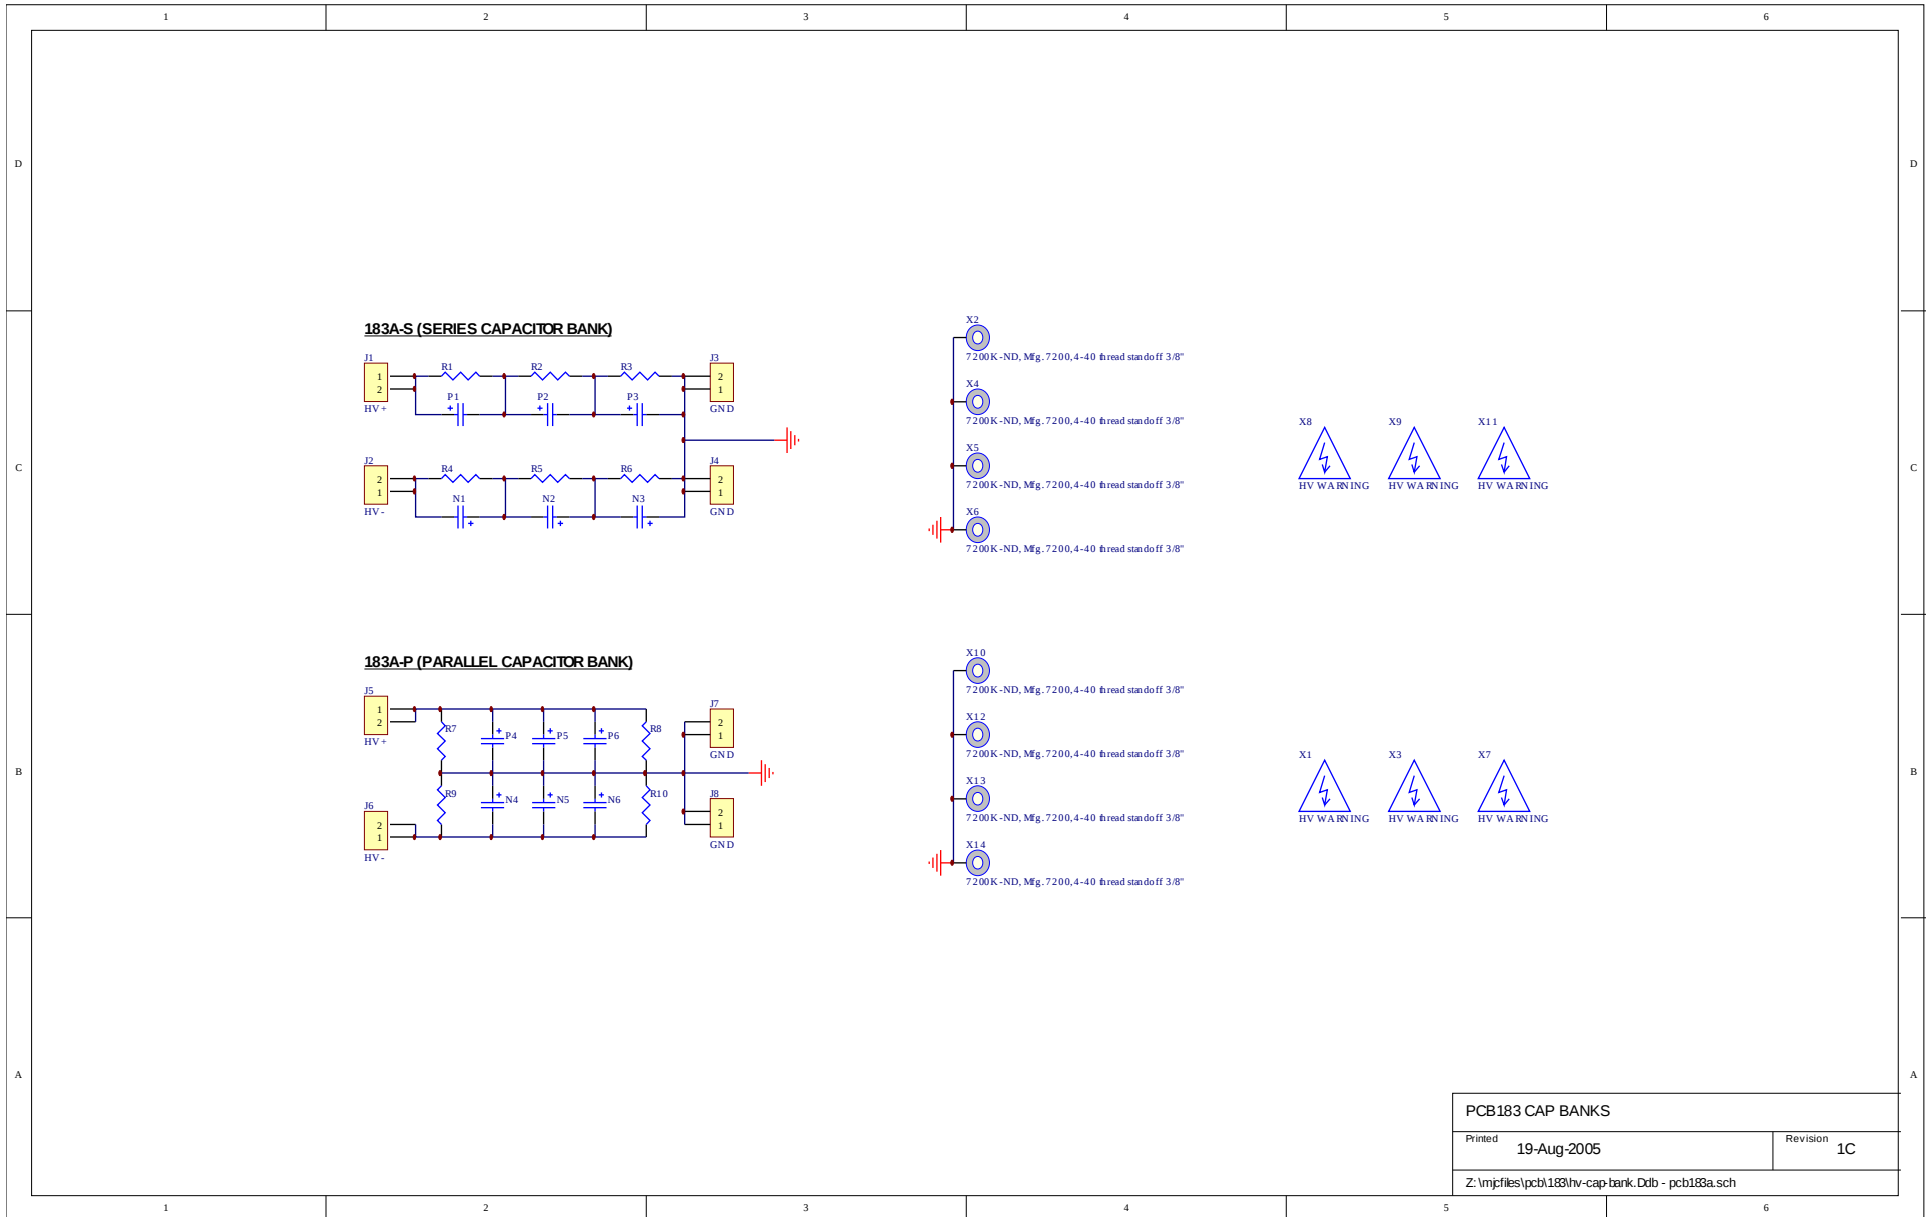 1 2 3 4 5 6
D D
183A-S (SERIES CAPACITOR BANK)
J1 R1 R2 R3 J3
1 2
2 1
P1 P2 P3
+ + +
HV+ GND
J2 R4 R5 R6 J4
2 2
1 1
N1 N2 N3
+ + +
HV- GND
X2
7200K-ND, Mfg. 7200, 4-40 thread standoff 3/8"
X4
7200K-ND, Mfg. 7200, 4-40 thread standoff 3/8"
X5
7200K-ND, Mfg. 7200, 4-40 thread standoff 3/8"
X6
7200K-ND, Mfg. 7200, 4-40 thread standoff 3/8"
X8 X9 X11
HV WARNING HV WARNING HV WARNING
C C
183A-P (PARALLEL CAPACITOR BANK)
J5 J7
1 2
2 1
R7 P4 P5 P6 R8
+ + +
HV+ GND
R9 N4 N5 N6 R10
+ + +
J6 J8
2 2
1 1
HV- GND
X10
7200K-ND, Mfg. 7200, 4-40 thread standoff 3/8"
X12
7200K-ND, Mfg. 7200, 4-40 thread standoff 3/8"
X13
7200K-ND, Mfg. 7200, 4-40 thread standoff 3/8"
X14
7200K-ND, Mfg. 7200, 4-40 thread standoff 3/8"
X1 X3 X7
HV WARNING HV WARNING HV WARNING
B B
A A
PCB183 CAP BANKS
Printed 19-Aug-2005 Revision 1C
Z:\mjcfiles\pcb\183\hv-cap-bank.Ddb - pcb183a.sch
1 2 3 4 5 6